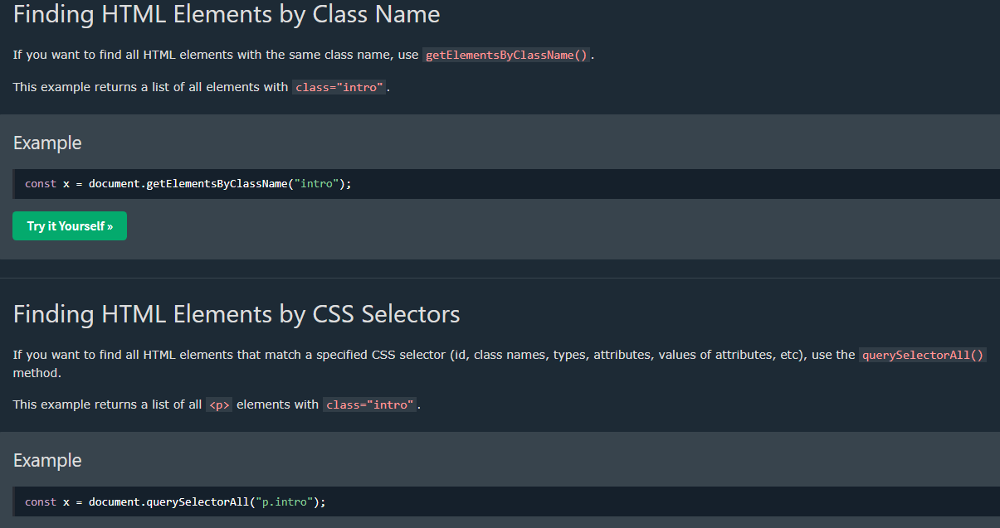 Finding HTML Elements by Class Name
If you want to find all HTML elements with the same class name, use getElementsByClassName().
This example returns a list of all elements with class="intro".
Example
const x = document.getElementsByClassName("intro");
Try it Yourself »
Finding HTML Elements by CSS Selectors
If you want to find all HTML elements that match a specified CSS selector (id, class names, types, attributes, values of attributes, etc), use the querySelectorAll()
method.
This example returns a list of all <p> elements with class="intro".
Example
const x = document.querySelectorAll("p.intro");